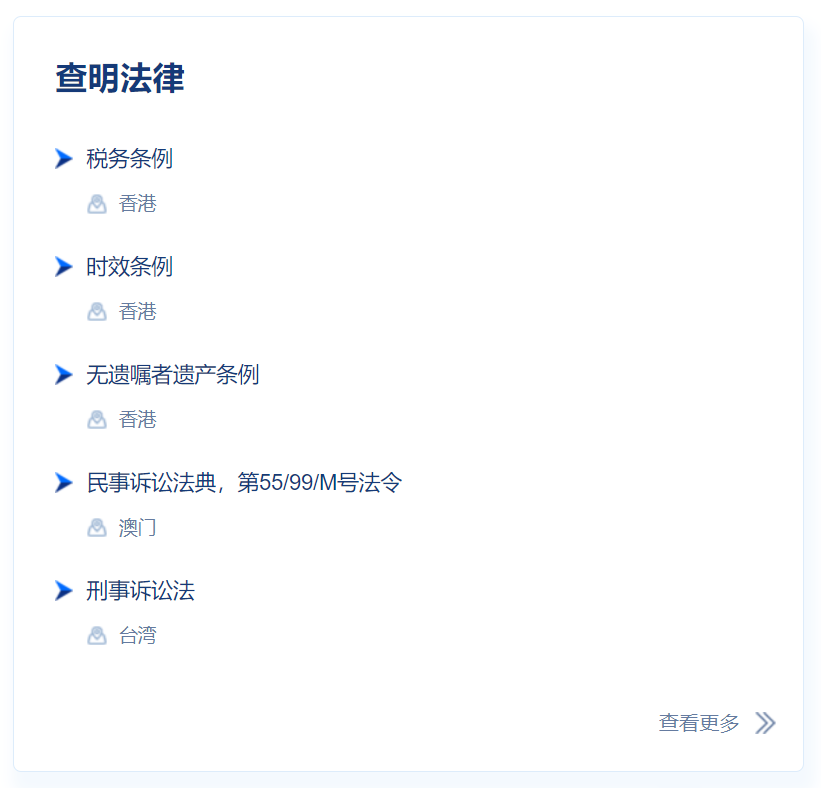 查明法律
税务条例
香港
时效条例
香港
无遗嘱者遗产条例
香港
民事诉讼法典，第55/99/M号法令
澳门
刑事诉讼法
台湾
查看更多